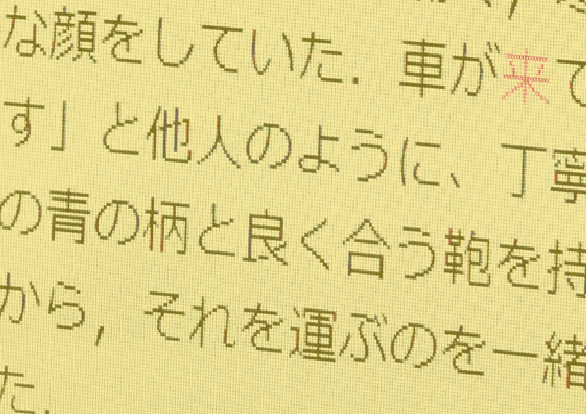 な顔をしていた. 車が来て
す」と他人のように、丁寧
の青の柄と良く合う鞄を持
から, それを運ぶのを一緒
た.